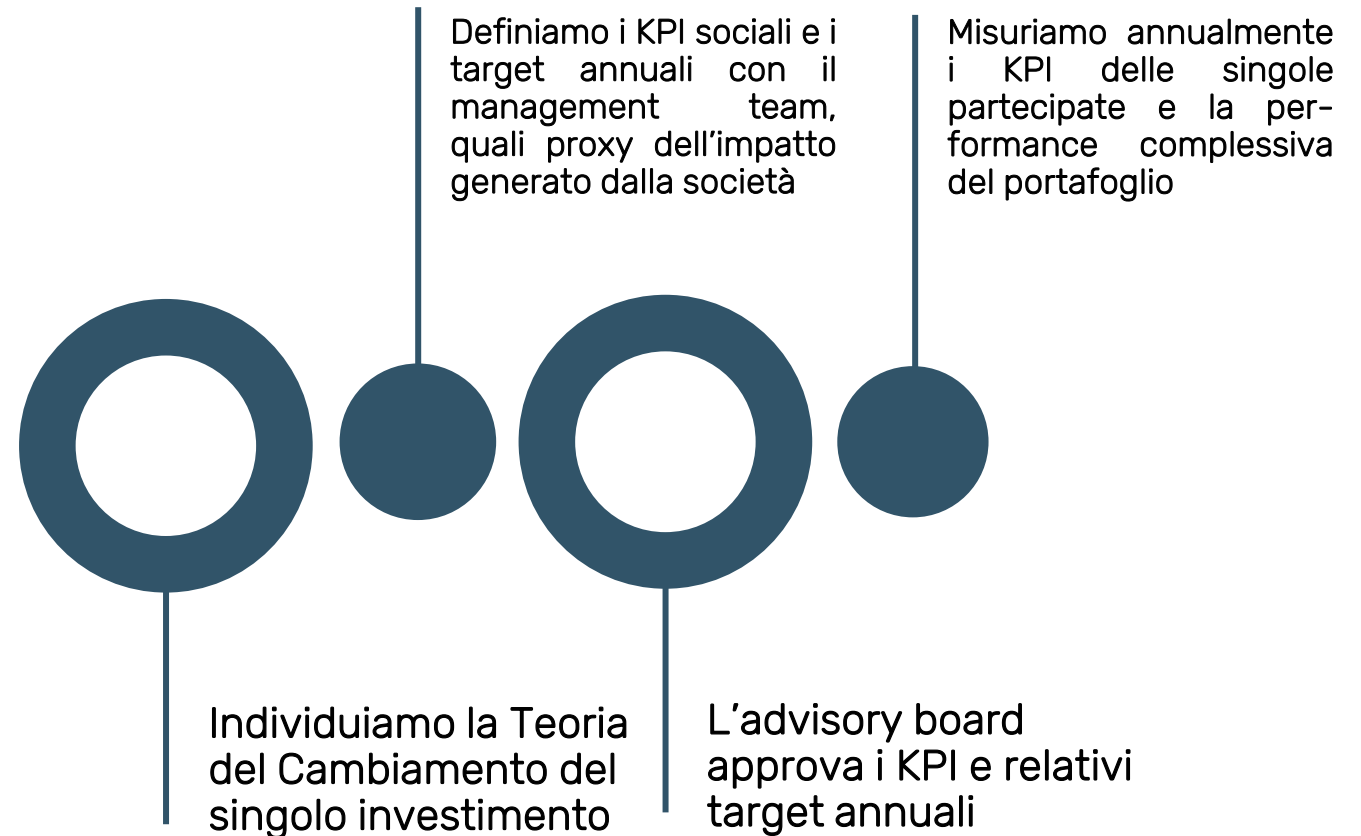 Definiamo i KPI sociali e i
target annuali con il
management team,
quali proxy dell'impatto
generato dalla società
Misuriamo annualmente
i KPI delle singole
partecipate e la per-
formance complessiva
del portafoglio
Individuiamo la Teoria
del Cambiamento del
singolo investimento
L'advisory board
approva i KPI e relativi
target annuali